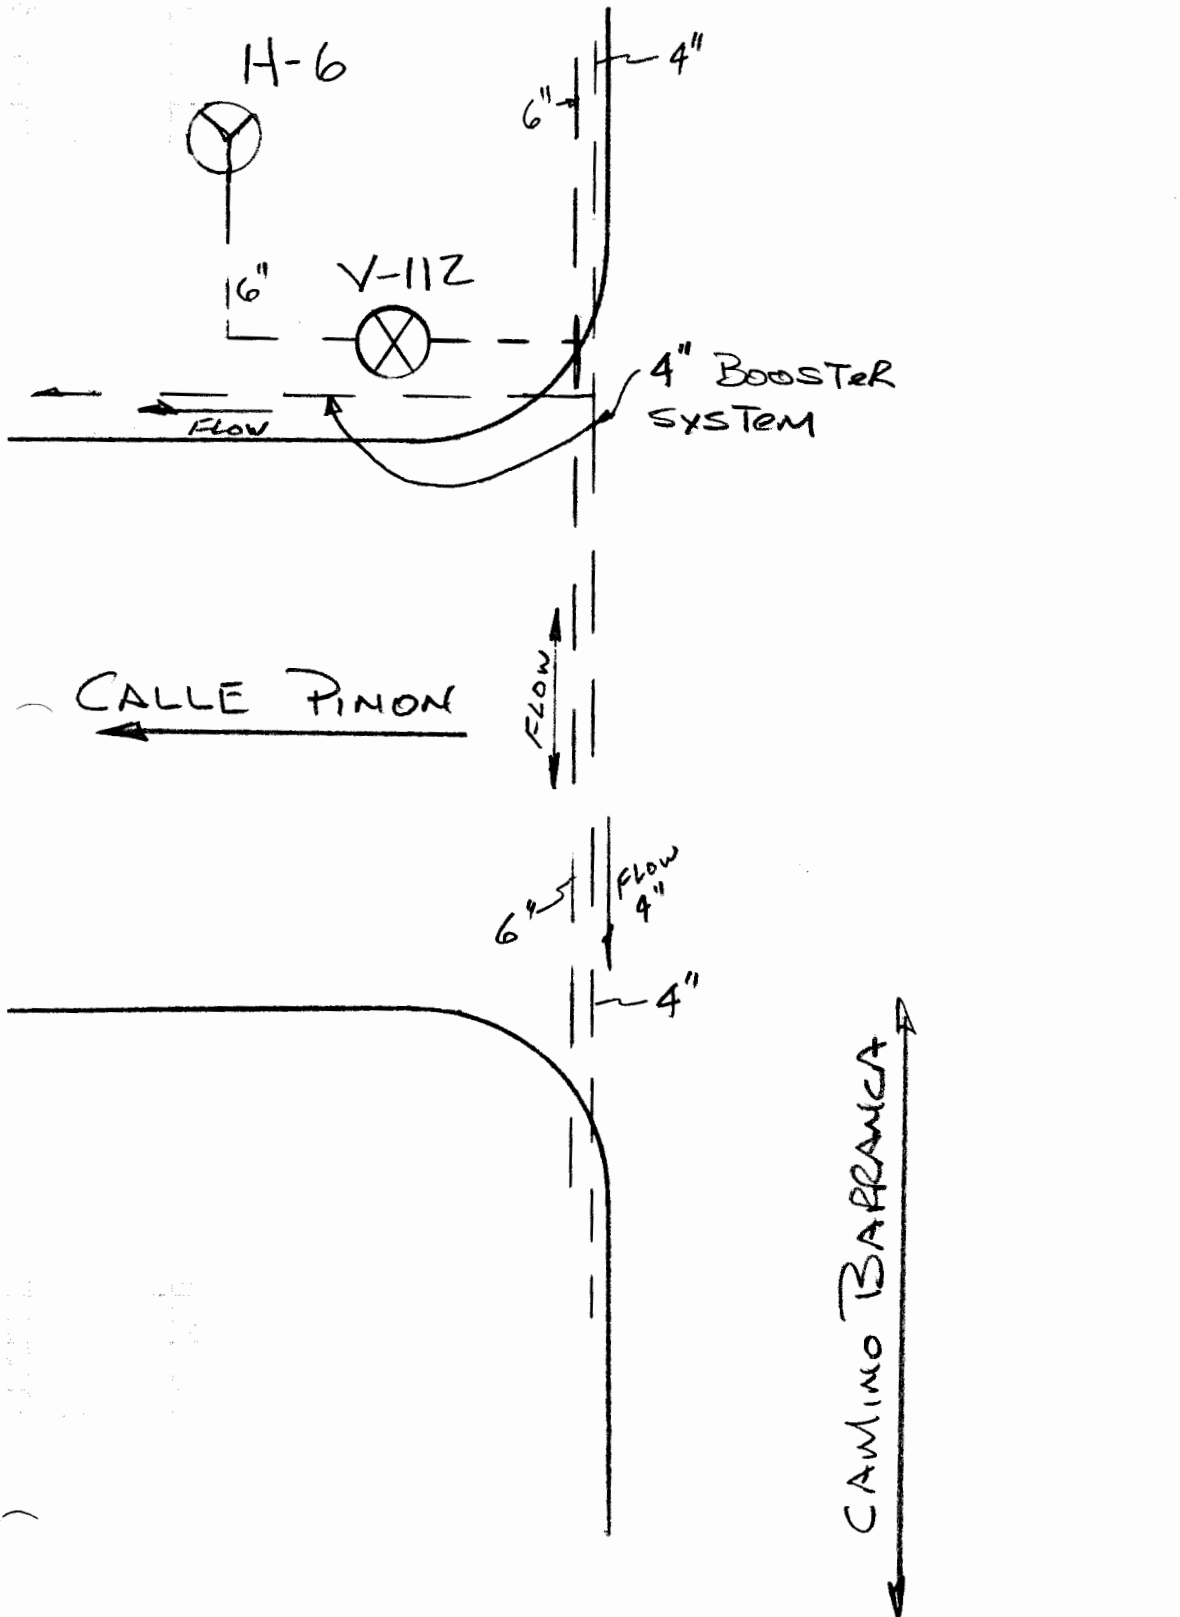 H-6
4"
6"
6"
V-112
4" BOOSTER
SYSTEM
FLOW
CALLE PINON
FLOW
FLOW
4"
6"
4"
CAMINO BARRANCA